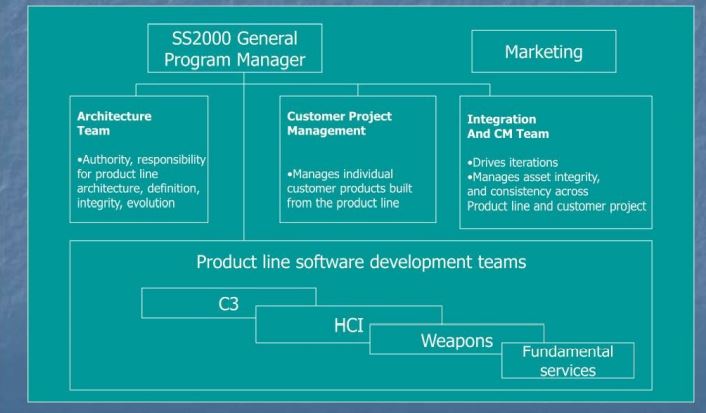 SS2000 General
Program Manager
Marketing
Architecture
Team
•Authority, responsibility
for product line
architecture, definition,
integrity, evolution
Customer Project
Management
•Manages individual
customer products built
from the product line
Integration
And CM Team
•Drives iterations
•Manages asset integrity,
and consistency across
Product line and customer project
Product line software development teams
C3
HCI
Weapons
Fundamental
services